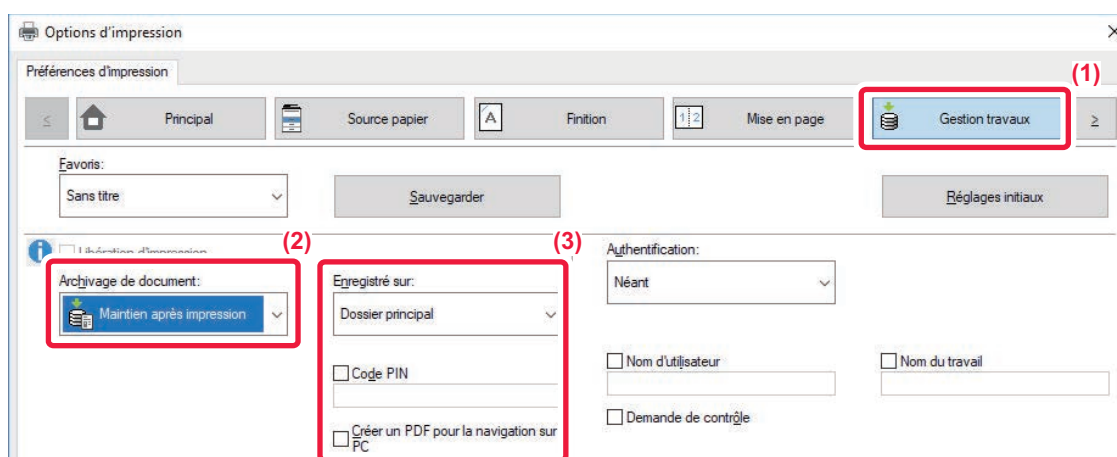 Options d'impression
Préférences d'impression
(1)
Principal
Source papier
Finition
Mise en page
Gestion travaux
Favoris:
Sans titre
Sauvegarder
Réglages initiaux
Libération d'impression
(2)
(3)
Archivage de document:
Maintien après impression
Enregistré sur:
Dossier principal
Code PIN
Créer un PDF pour la navigation sur
PC
Authentification:
Néant
Nom d'utilisateur
Nom du travail
Demande de contrôle